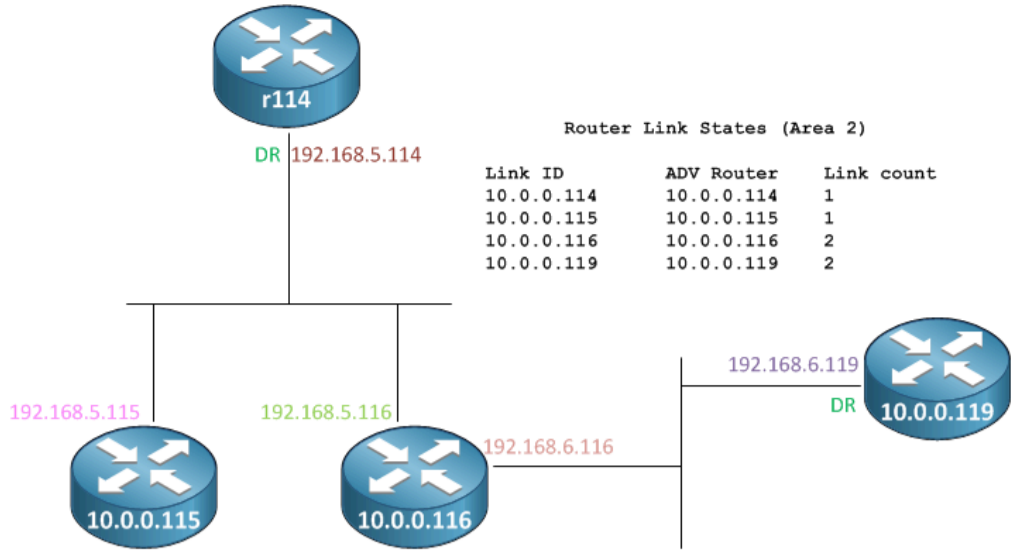 r114
DR 192.168.5.114
Router Link States (Area 2)
Link ID ADV Router Link count
10.0.0.114 10.0.0.114 1
10.0.0.115 10.0.0.115 1
10.0.0.116 10.0.0.116 2
10.0.0.119 10.0.0.119 2
192.168.6.119
DR
10.0.0.119
192.168.5.115
192.168.5.116
192.168.6.116
10.0.0.115
10.0.0.116